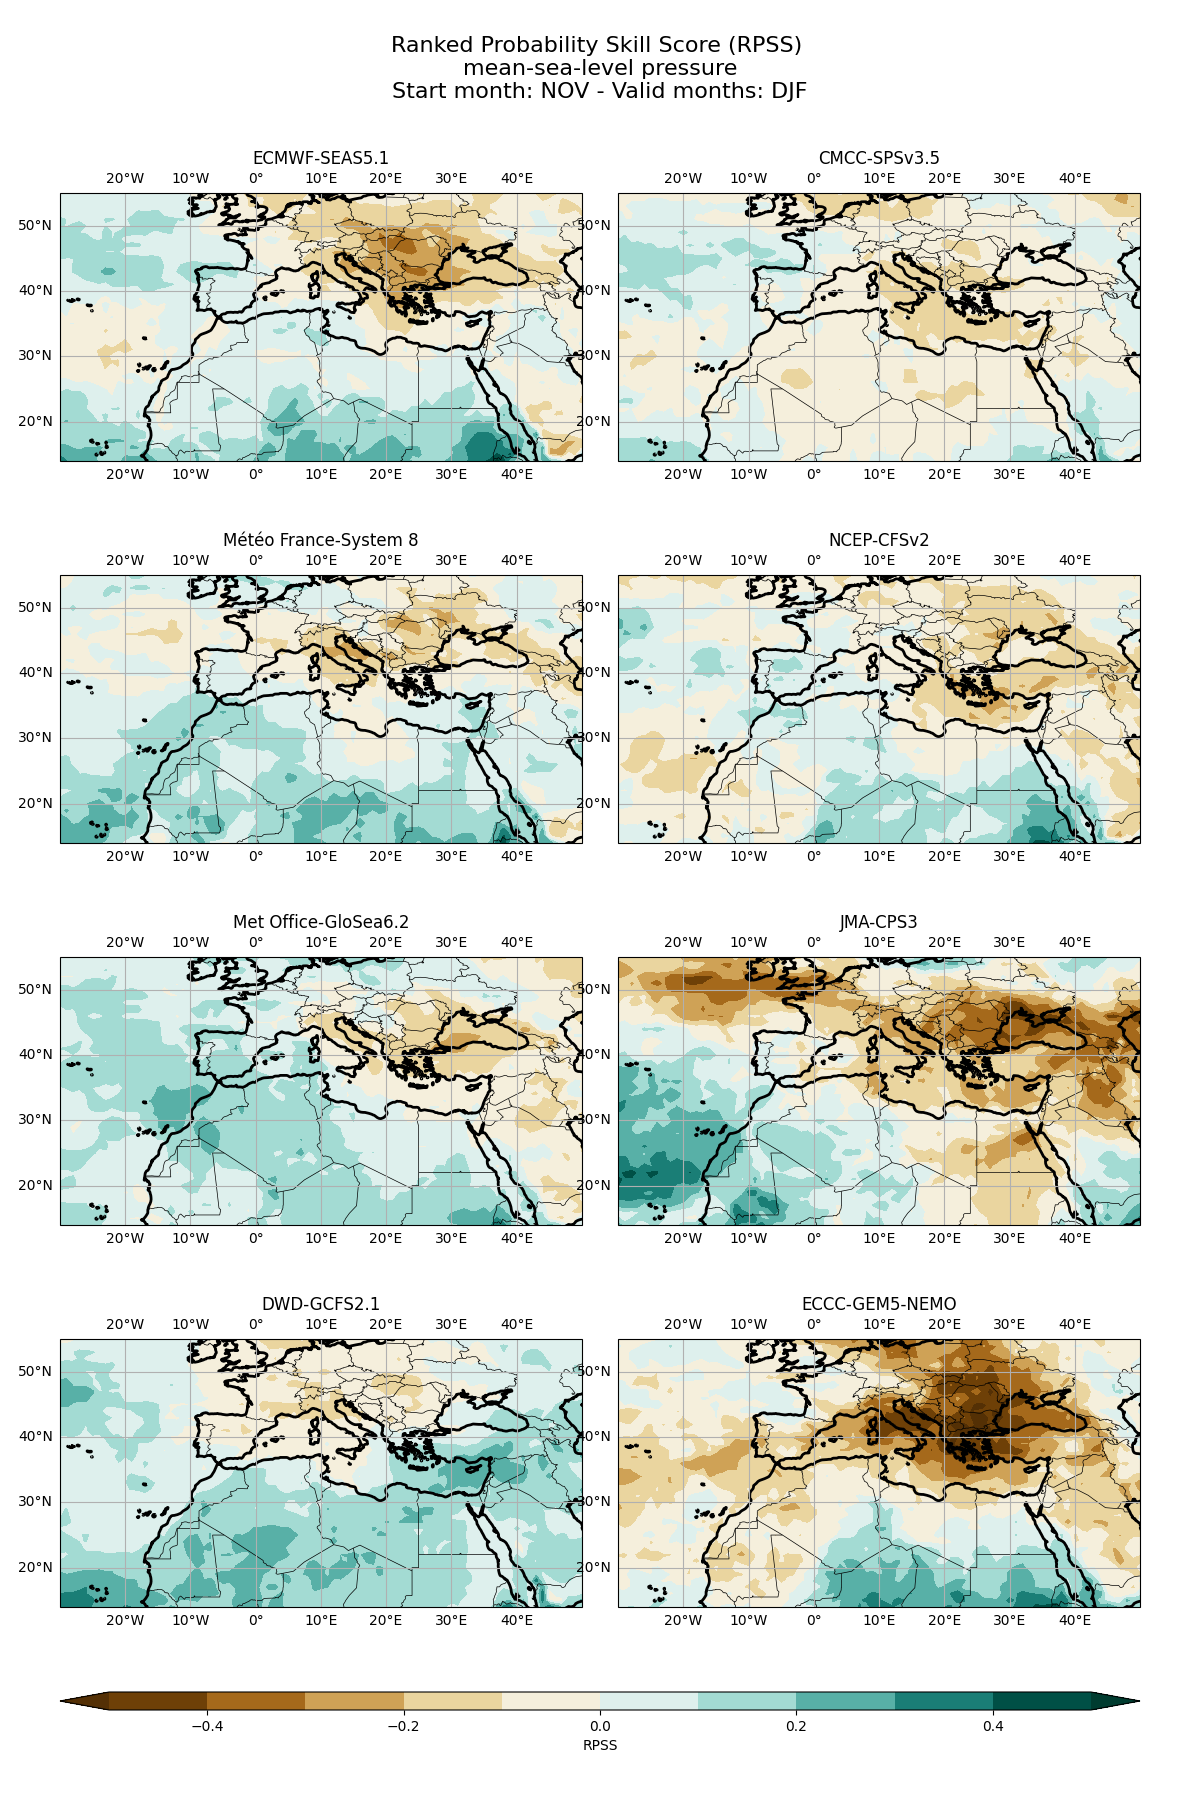 Ranked Probability Skill Score (RPSS)
mean-sea-level pressure
Start month: NOV - Valid months: DJF
ECMWF-SEAS5.1
20°W 10°W 0° 10°E 20°E 30°E 40°E
50°N
40°N
30°N
20°N
20°W 10°W 0° 10°E 20°E 30°E 40°E
CMCC-SPSv3.5
20°W 10°W 0° 10°E 20°E 30°E 40°E
50°N
40°N
30°N
20°N
20°W 10°W 0° 10°E 20°E 30°E 40°E
Météo France-System 8
20°W 10°W 0° 10°E 20°E 30°E 40°E
50°N
40°N
30°N
20°N
20°W 10°W 0° 10°E 20°E 30°E 40°E
NCEP-CFSv2
20°W 10°W 0° 10°E 20°E 30°E 40°E
50°N
40°N
30°N
20°N
20°W 10°W 0° 10°E 20°E 30°E 40°E
Met Office-GloSea6.2
20°W 10°W 0° 10°E 20°E 30°E 40°E
50°N
40°N
30°N
20°N
20°W 10°W 0° 10°E 20°E 30°E 40°E
JMA-CPS3
20°W 10°W 0° 10°E 20°E 30°E 40°E
50°N
40°N
30°N
20°N
20°W 10°W 0° 10°E 20°E 30°E 40°E
DWD-GCFS2.1
20°W 10°W 0° 10°E 20°E 30°E 40°E
50°N
40°N
30°N
20°N
20°W 10°W 0° 10°E 20°E 30°E 40°E
ECCC-GEM5-NEMO
20°W 10°W 0° 10°E 20°E 30°E 40°E
50°N
40°N
30°N
20°N
20°W 10°W 0° 10°E 20°E 30°E 40°E
−0.4 −0.2 0.0 0.2 0.4
RPSS